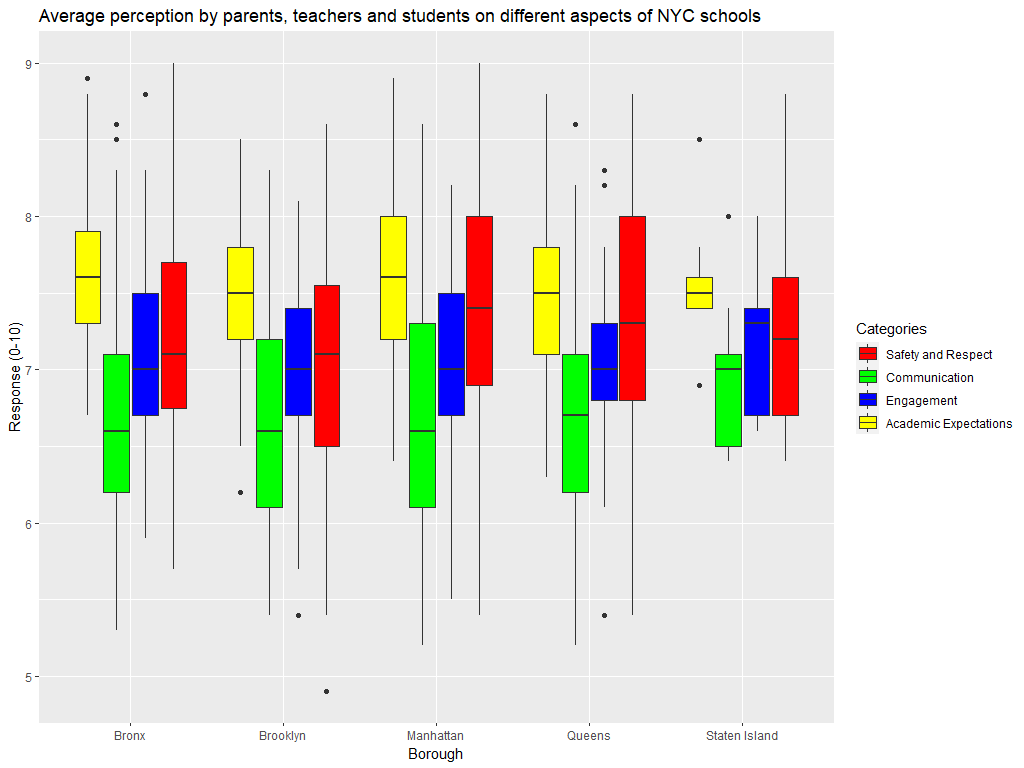 Average perception by parents, teachers and students on different aspects of NYC schools
Response (0-10)
9
8
7
6
5
Bronx
Brooklyn
Manhattan
Queens
Staten Island
Borough
Categories
Safety and Respect
Communication
Engagement
Academic Expectations